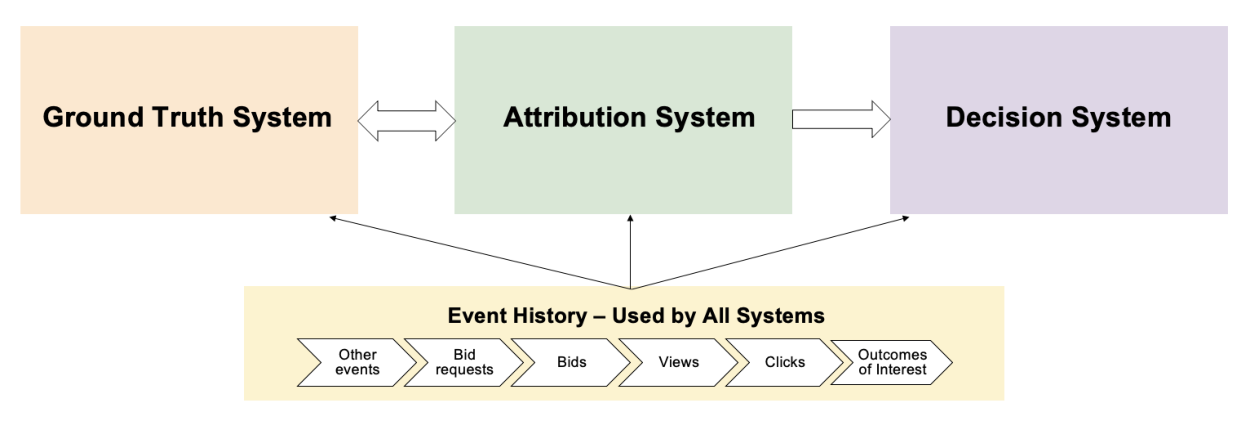 Ground Truth System
Attribution System
Decision System
Event History – Used by All Systems
Other
events
Bid
requests
Bids
Views
Clicks
Outcomes
of Interest